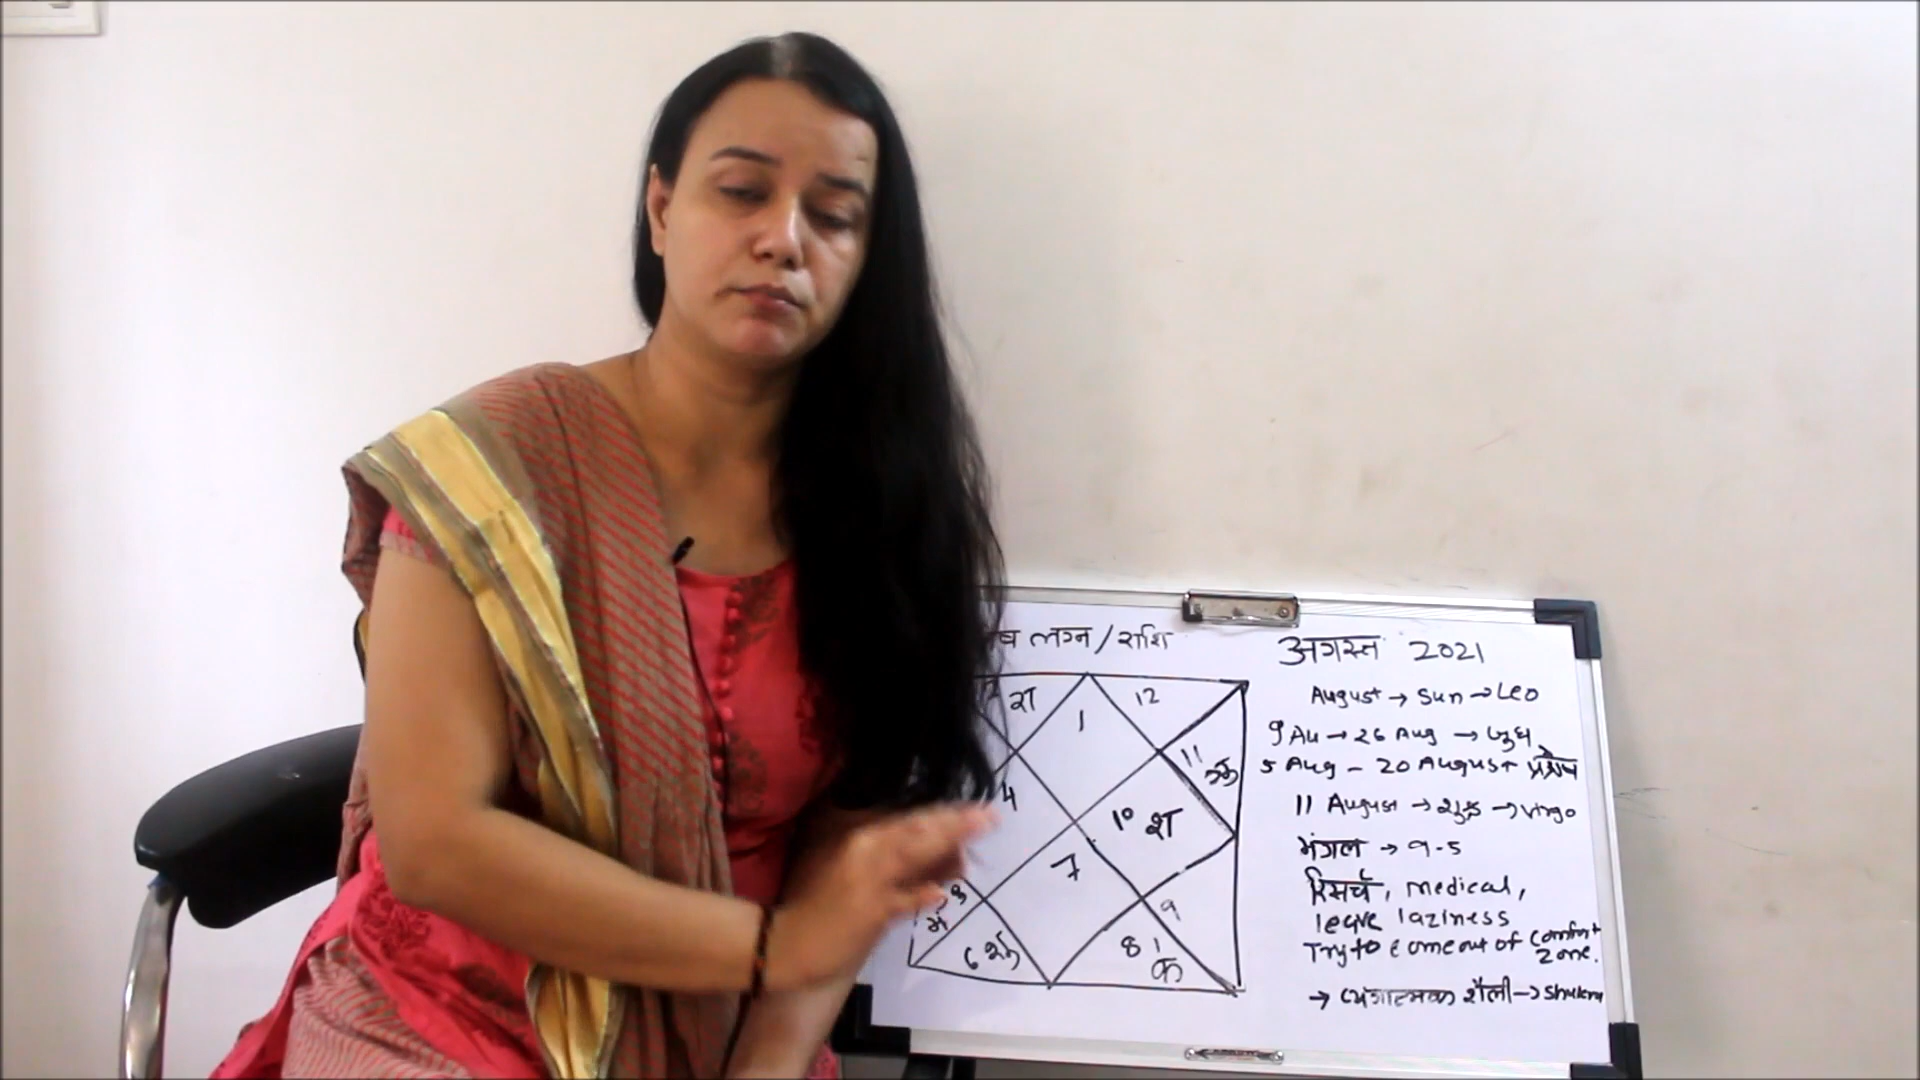 लग्न / राशि
अगस्त 2021
August → Sun → Leo
9 Au → 26 Aug → बुध
5 Aug - 20 August प्रवेश
11 August → शुक्र → Virgo
मंगल → 9-5
रिसर्च, medical,
leave laziness
Try to come out of comfort
zone.
→ व्यंगात्मक शैली → Shukra
रा
12
1
11
4
10 श
7
9
6 शु
8